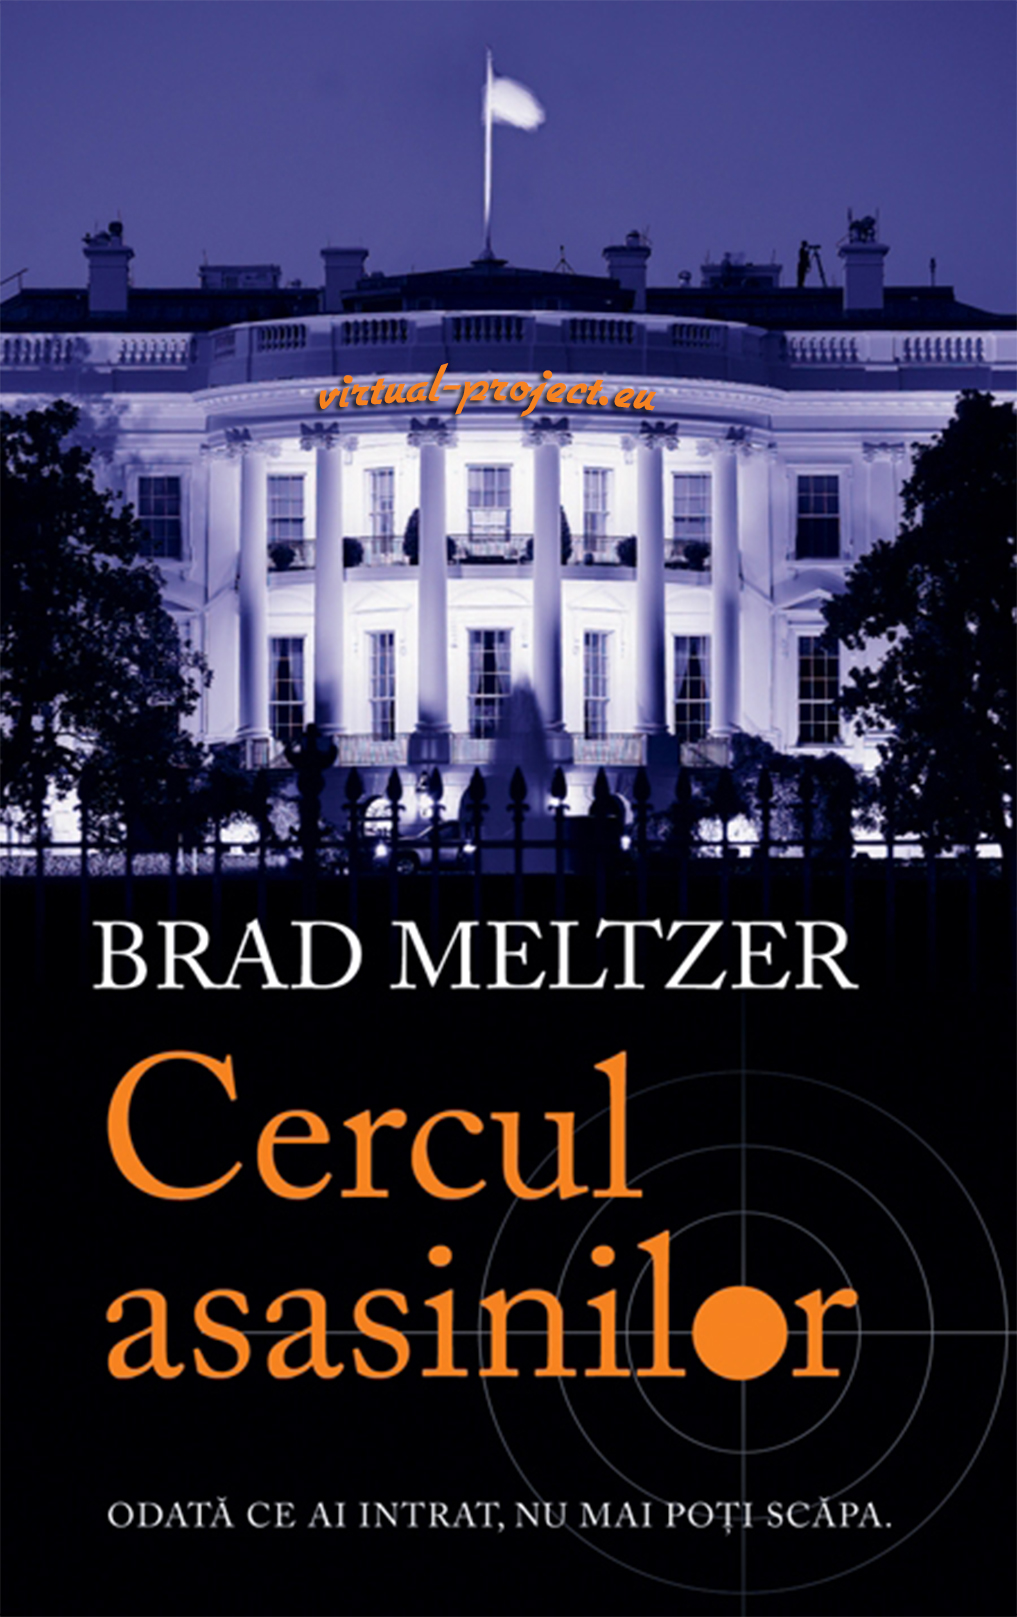 virtual-project.eu
BRAD MELTZER
Cercul
asasinilor
ODATĂ CE AI INTRAT, NU MAI POȚI SCĂPA.